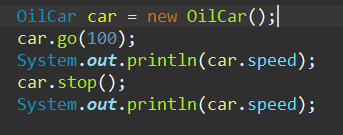 OilCar car = new OilCar();
car.go(100);
System.out.println(car.speed);
car.stop();
System.out.println(car.speed);